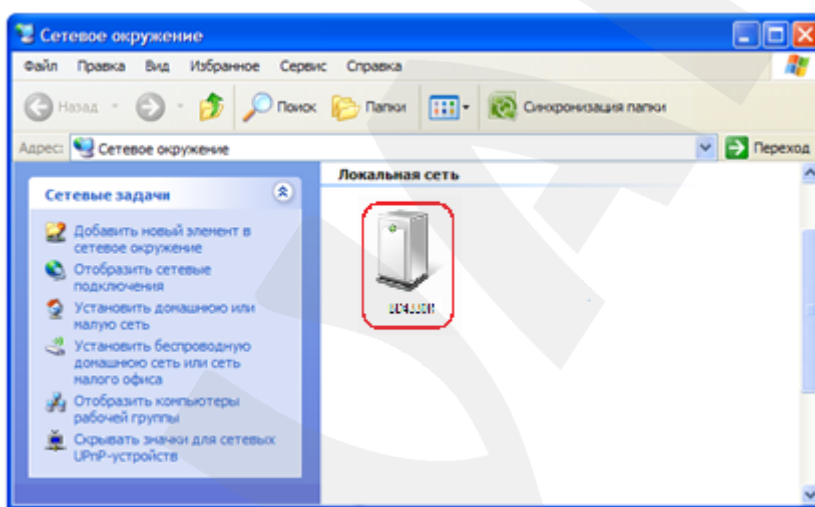 Сетевое окружение
Файл Правка Вид Избранное Сервис Справка
Назад Поиск Папки Синхронизация папки
Адрес: Сетевое окружение Переход
Локальная сеть
Сетевые задачи
Добавить новый элемент в
сетевое окружение
Отобразить сетевые
подключения
Установить домашнюю или
малую сеть
Установить беспроводную
домашнюю сеть или сеть
малого офиса
Отобразить компьютеры
рабочей группы
Скрывать значки для сетевых
UPnP-устройств